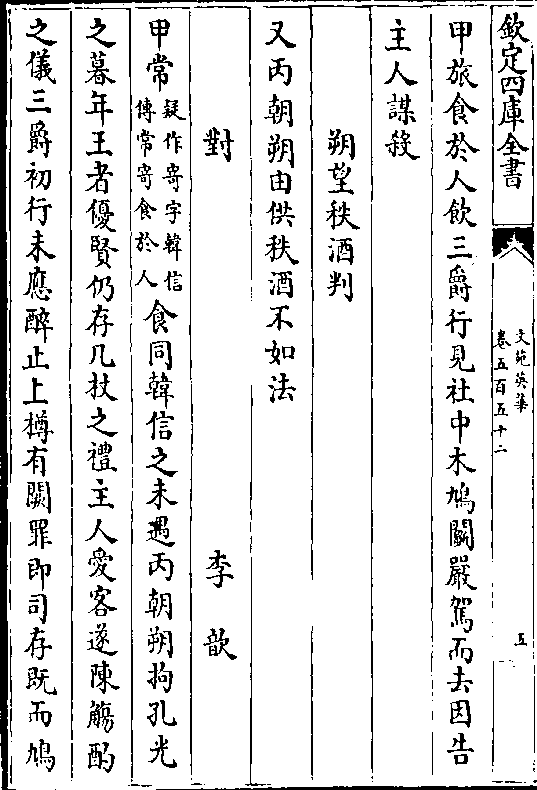 欽定四庫全書
文苑英華
卷五百五十二
五
甲旅食於人飲三爵行見社中木鳩鬭嚴駕而去因告
主人謀殺
朔望秩酒判
又丙朝朔由供秩酒不如法
對
李歆
甲常疑作寄字韓信
傳常寄食於人食同韓信之未遇丙朝朔拘孔光
之暮年王者優賢仍存几杖之禮主人愛客遂陳觴酌
之儀三爵初行未應醉止上樽有闕罪即司存既而鳩